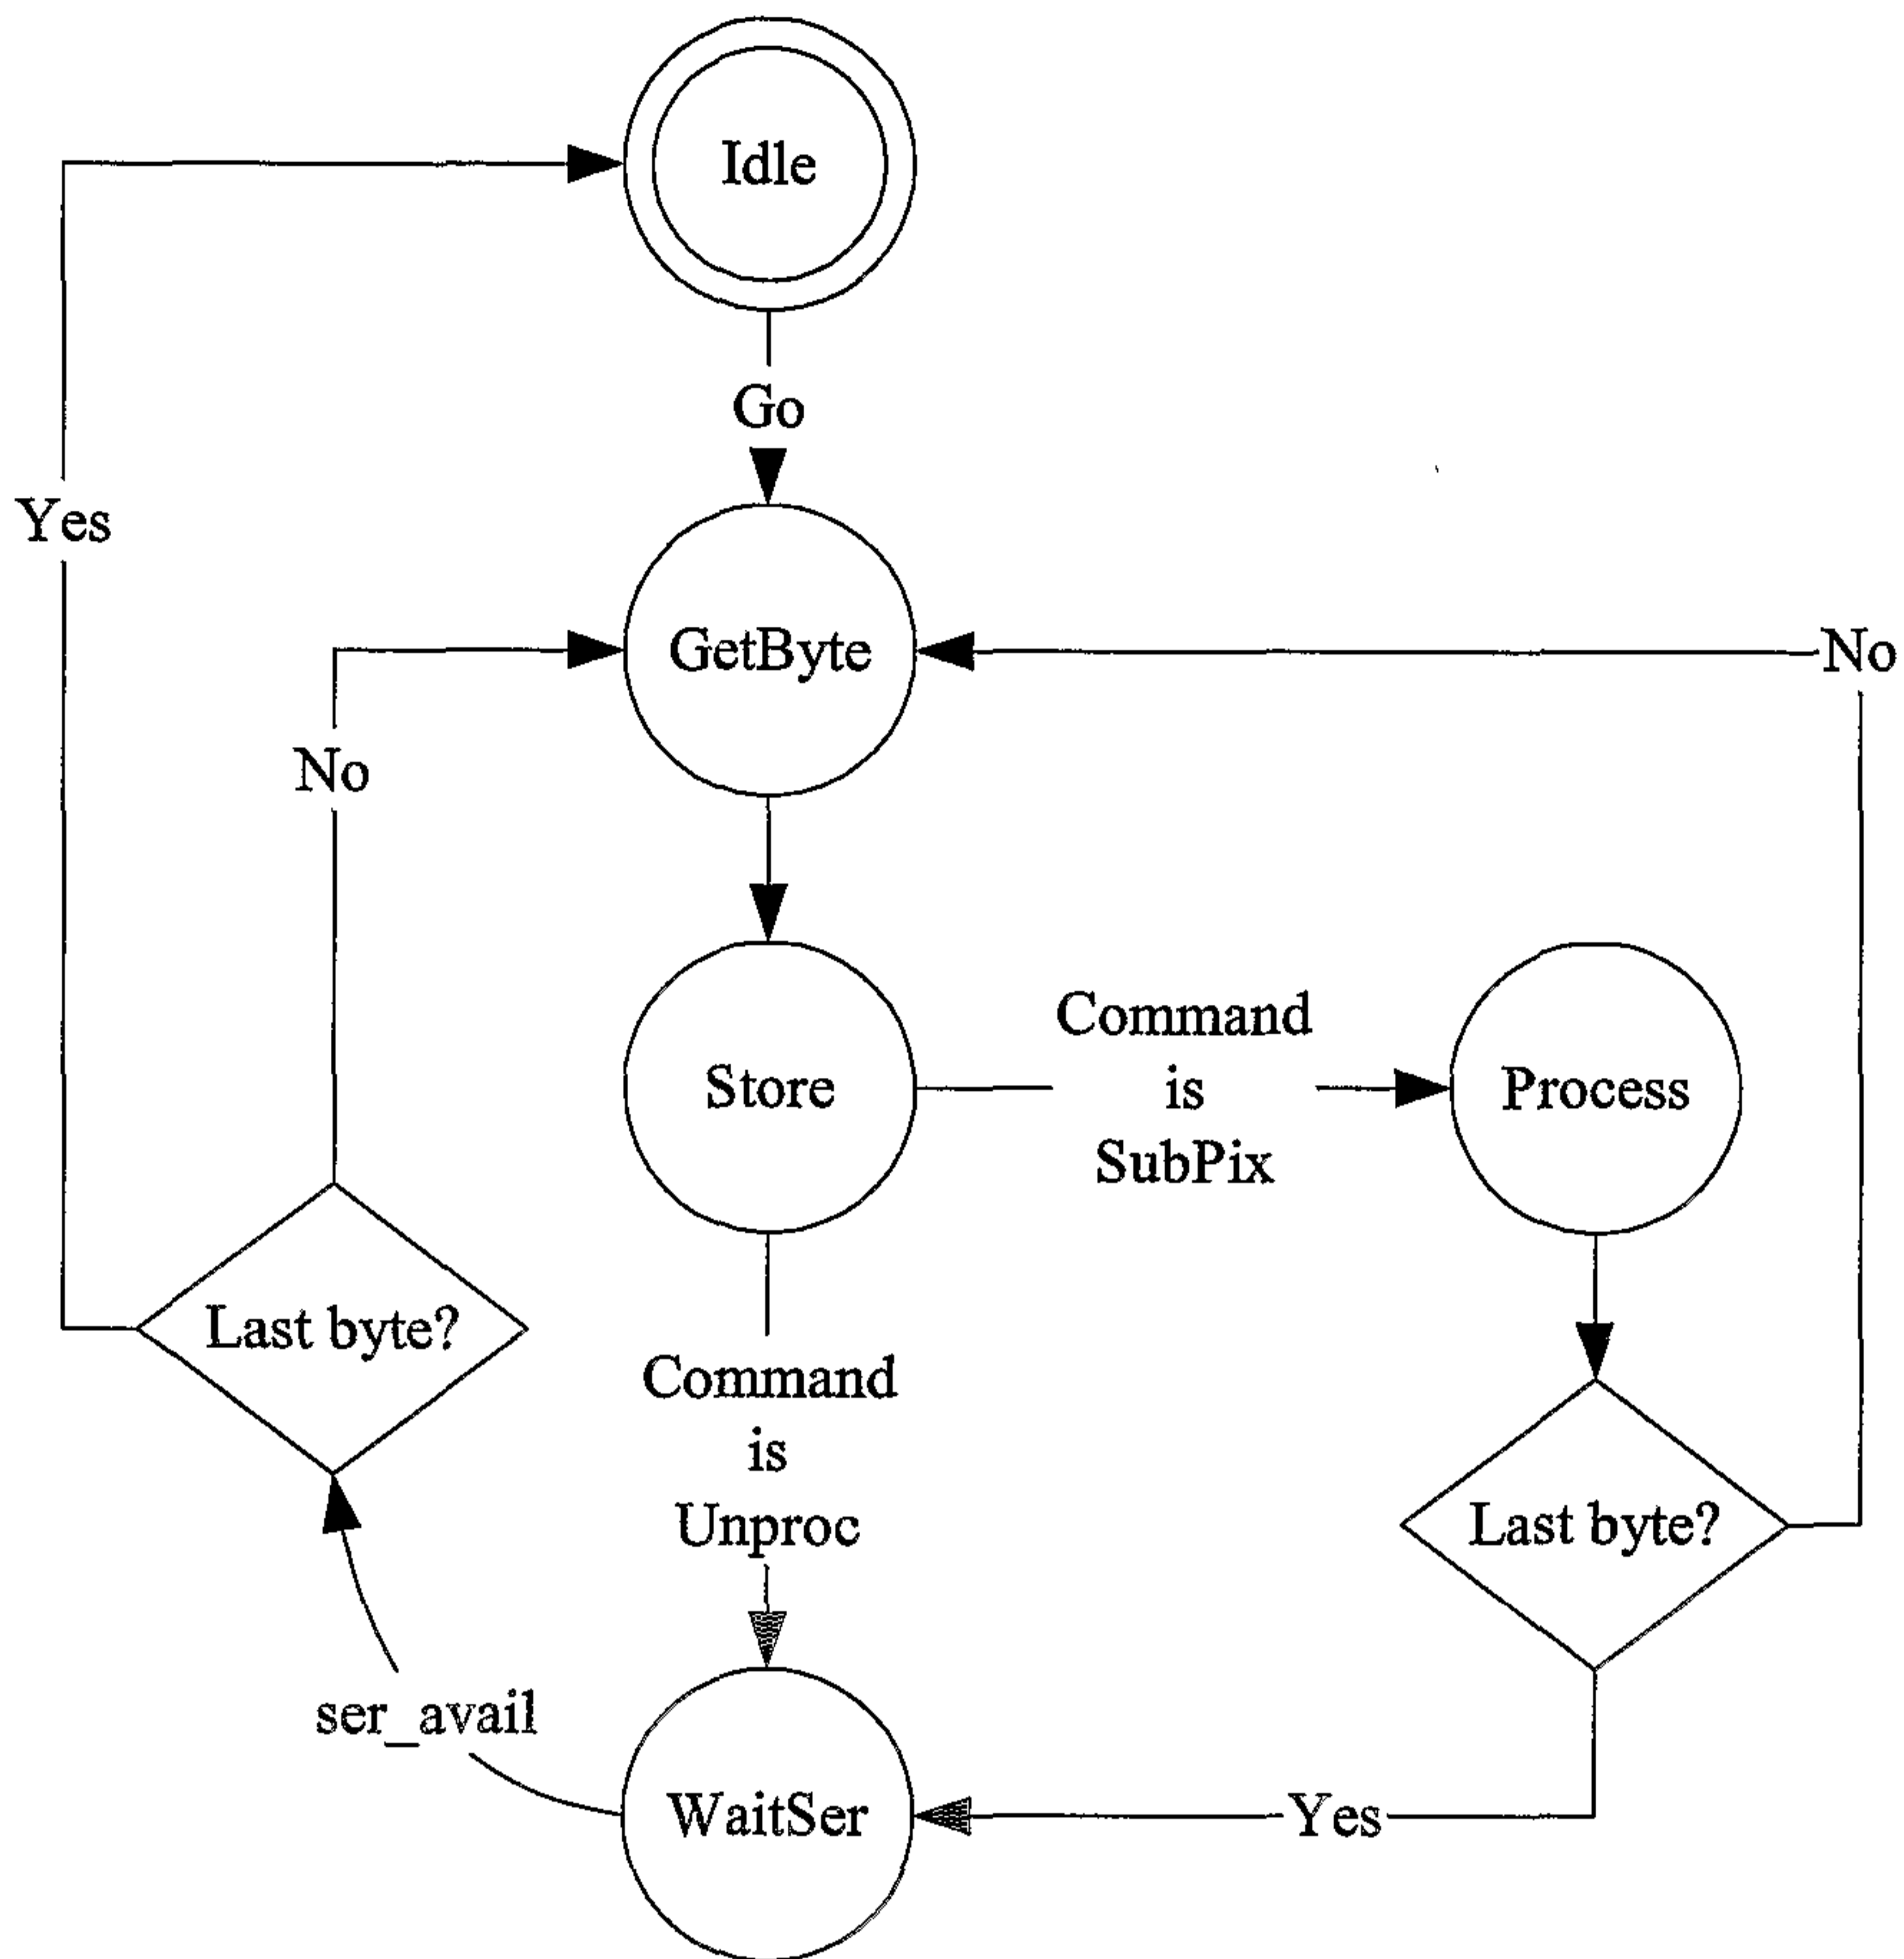 Idle
Go
Yes
GetByte
No
No
Command
is
SubPix
Store
Process
Last byte?
Command
is
Unproc
Last byte?
ser_avail
WaitSer
Yes